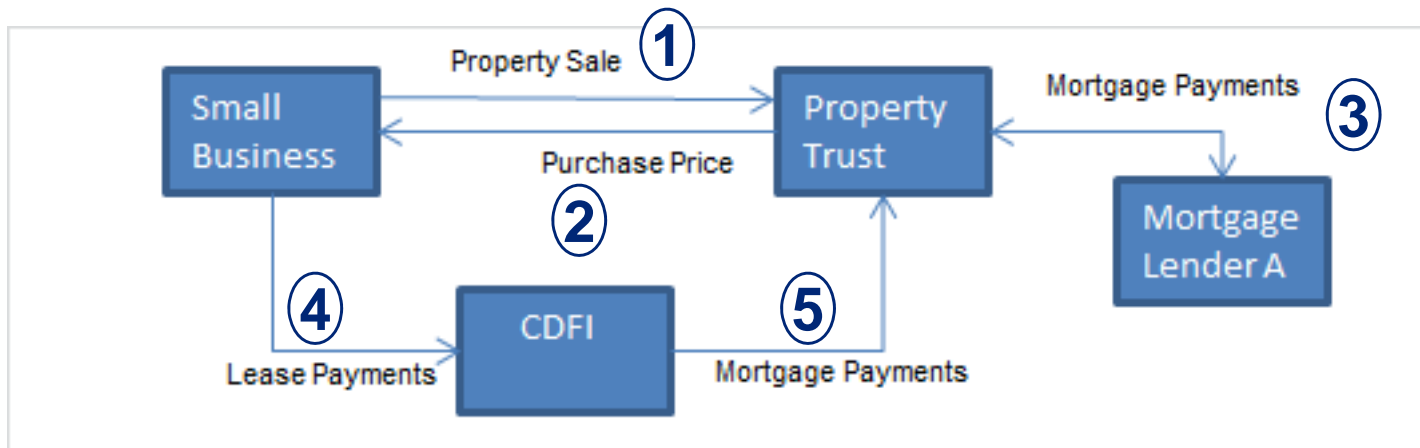 1
Property Sale
Small
Business
Property
Trust
Mortgage Payments
3
Purchase Price
2
Mortgage
Lender A
4
CDFI
5
Lease Payments
Mortgage Payments